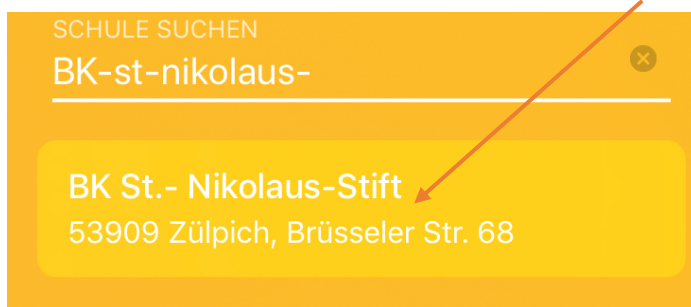 SCHULE SUCHEN
BK-st-nikolaus-
BK St.- Nikolaus-Stift
53909 Zülpich, Brüsseler Str. 68